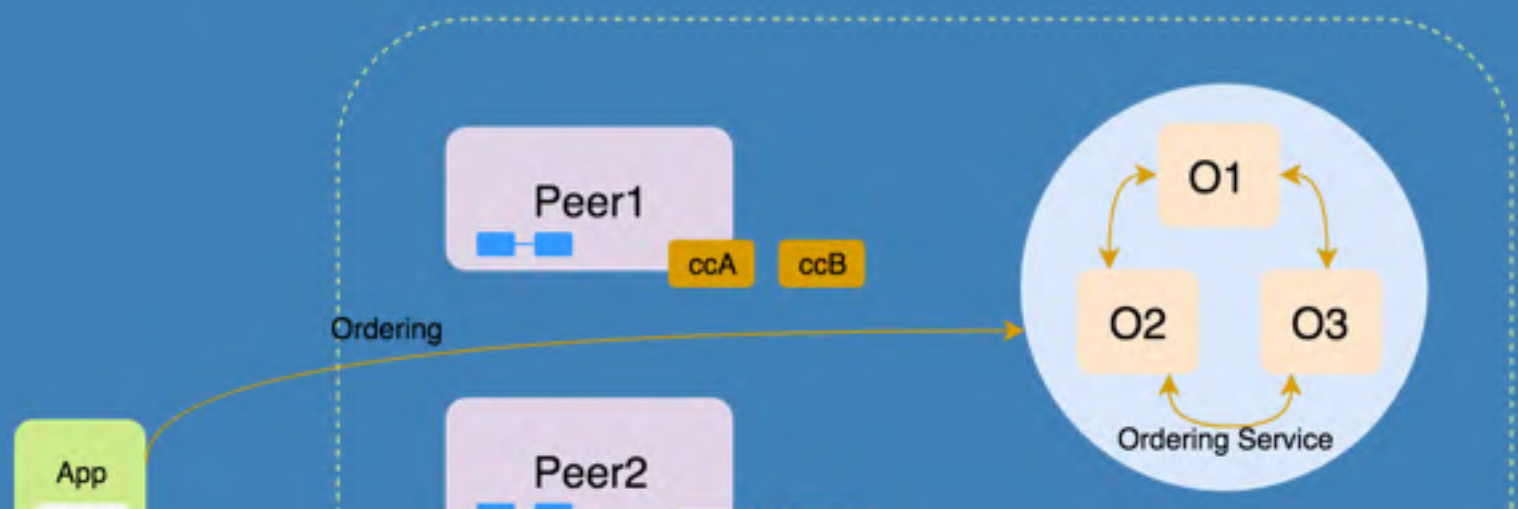 Peer1
ccA
ccB
O1
O2
O3
Ordering
Ordering Service
App
Peer2